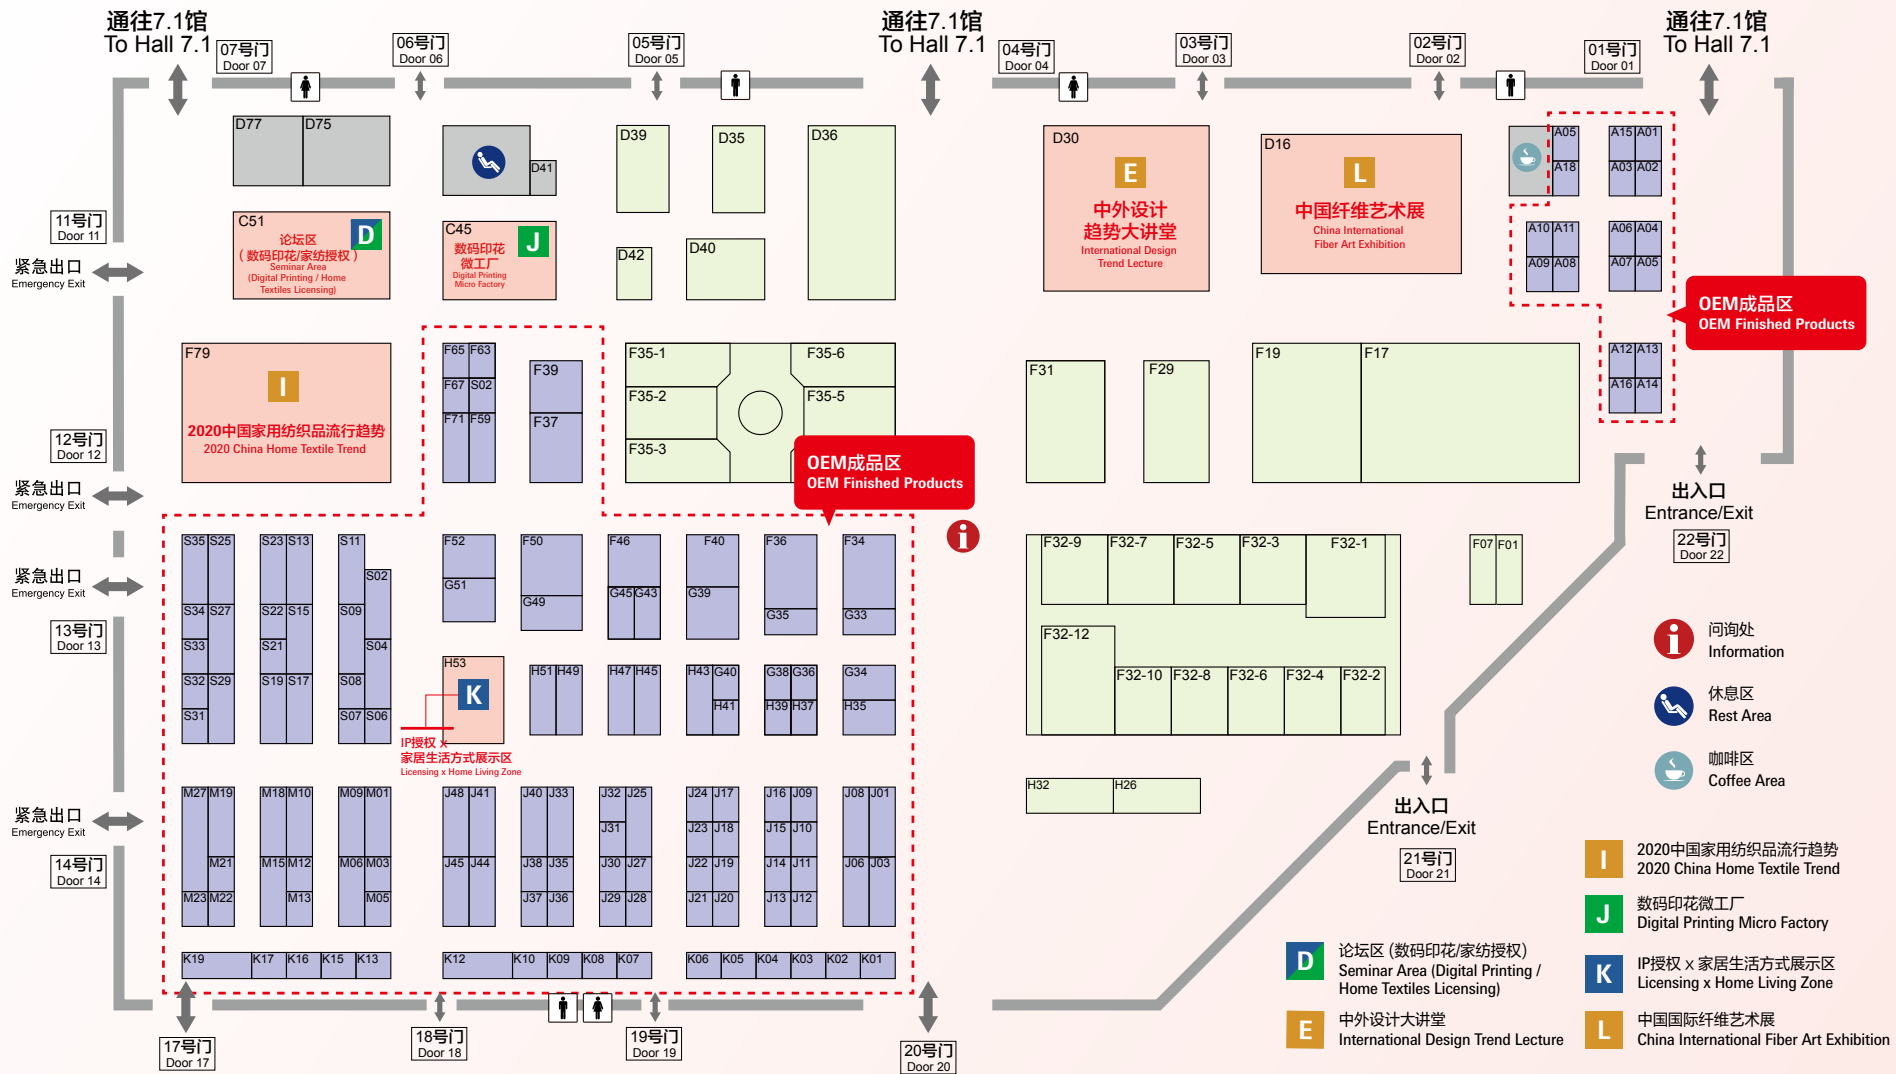 通往7.1馆
To Hall 7.1
通往7.1馆
To Hall 7.1
通往7.1馆
To Hall 7.1
07号门
Door 07
06号门
Door 06
05号门
Door 05
04号门
Door 04
03号门
Door 03
02号门
Door 02
01号门
Door 01
D77
D75
D41
D39
D35
D36
D30
E
中外设计
趋势大讲堂
International Design
Trend Lecture
D16
L
中国纤维艺术展
China International
Fiber Art Exhibition
A05
A18
A15
A01
A03
A02
11号门
Door 11
紧急出口
Emergency Exit
C51
D
论坛区
( 数码印花/家纺授权 )
Seminar Area
(Digital Printing / Home
Textiles Licensing)
C45
J
数码印花
微工厂
Digital Printing
Micro Factory
D42
D40
A10
A11
A09
A08
A06
A04
A07
A05
OEM成品区
OEM Finished Products
F79
I
2020中国家用纺织品流行趋势
2020 China Home Textile Trend
F65
F63
F67
S02
F71
F59
F39
F37
F35-1
F35-6
F35-2
F35-5
F35-3
OEM成品区
OEM Finished Products
F31
F29
F19
F17
A12
A13
A16
A14
12号门
Door 12
紧急出口
Emergency Exit
出入口
Entrance/Exit
22号门
Door 22
紧急出口
Emergency Exit
13号门
Door 13
S35
S25
S23
S13
S11
S02
S34
S27
S22
S15
S09
S33
S21
S04
S32
S29
S19
S17
S08
S31
S07
S06
F52
G51
F50
G49
F46
G45
G43
F40
G39
F36
G35
F34
G33
H53
K
IP授权 x
家居生活方式展示区
Licensing x Home Living Zone
H51
H49
H47
H45
H43
G40
H41
G38
G36
H39
H37
G34
H35
F32-9
F32-7
F32-5
F32-3
F32-1
F32-12
F32-10
F32-8
F32-6
F32-4
F32-2
F07
F01
H32
H26
问询处
Information
休息区
Rest Area
咖啡区
Coffee Area
紧急出口
Emergency Exit
14号门
Door 14
M27
M19
M18
M10
M09
M01
M21
M15
M12
M06
M03
M23
M22
M13
M05
J48
J41
J45
J44
J40
J33
J38
J35
J37
J36
J32
J25
J31
J30
J27
J29
J28
J24
J17
J23
J18
J22
J19
J21
J20
J16
J09
J15
J10
J14
J11
J13
J12
J08
J01
J06
J03
K19
K17
K16
K15
K13
K12
K10
K09
K08
K07
K06
K05
K04
K03
K02
K01
17号门
Door 17
18号门
Door 18
19号门
Door 19
20号门
Door 20
出入口
Entrance/Exit
21号门
Door 21
D
论坛区 (数码印花/家纺授权)
Seminar Area (Digital Printing /
Home Textiles Licensing)
E
中外设计大讲堂
International Design Trend Lecture
I
2020中国家用纺织品流行趋势
2020 China Home Textile Trend
J
数码印花微工厂
Digital Printing Micro Factory
K
IP授权 x 家居生活方式展示区
Licensing x Home Living Zone
L
中国国际纤维艺术展
China International Fiber Art Exhibition